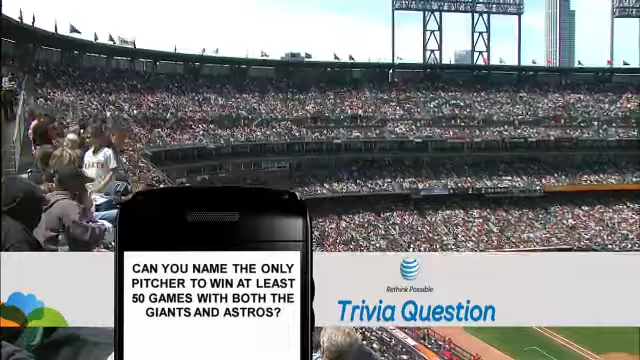 CAN YOU NAME THE ONLY
PITCHER TO WIN AT LEAST
50 GAMES WITH BOTH THE
GIANTS AND ASTROS?
at&t
Rethink Possible
Trivia Question